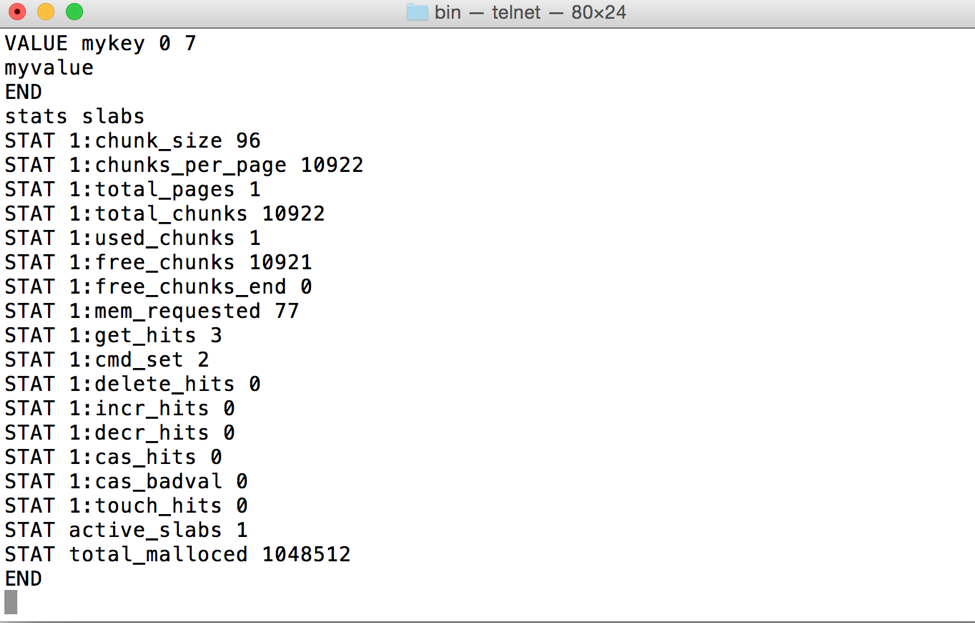 bin — telnet — 80×24
VALUE mykey 0 7
myvalue
END
stats slabs
STAT 1:chunk_size 96
STAT 1:chunks_per_page 10922
STAT 1:total_pages 1
STAT 1:total_chunks 10922
STAT 1:used_chunks 1
STAT 1:free_chunks 10921
STAT 1:free_chunks_end 0
STAT 1:mem_requested 77
STAT 1:get_hits 3
STAT 1:cmd_set 2
STAT 1:delete_hits 0
STAT 1:incr_hits 0
STAT 1:decr_hits 0
STAT 1:cas_hits 0
STAT 1:cas_badval 0
STAT 1:touch_hits 0
STAT active_slabs 1
STAT total_malloced 1048512
END